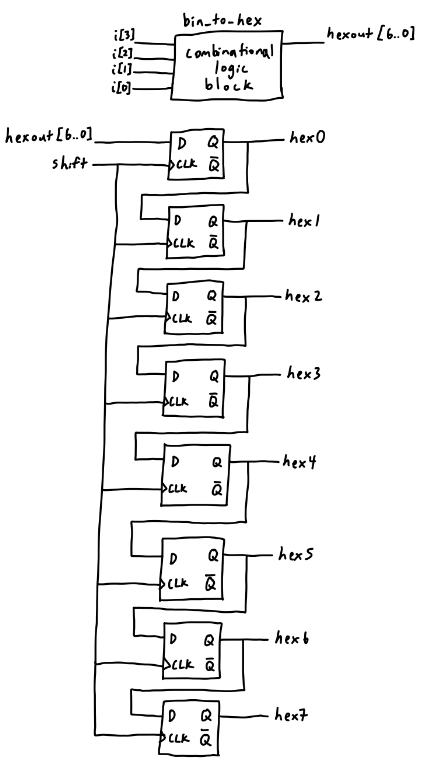 bin_to_hex
i[3]
i[2]
i[1]
i[0]
combinational
logic
block
hexout[6..0]
hexout[6..0]
shift
D Q
CLK Q̅
hex0
D Q
CLK Q̅
hex1
D Q
CLK Q̅
hex2
D Q
CLK Q̅
hex3
D Q
CLK Q̅
hex4
D Q
CLK Q̅
hex5
D Q
CLK Q̅
hex6
D Q
CLK Q̅
hex7